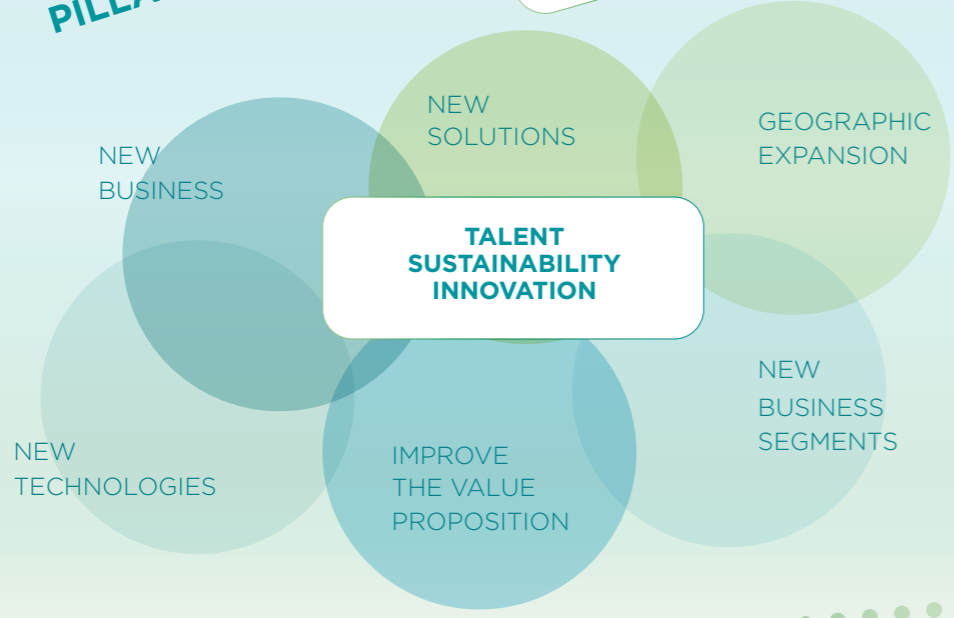 NEW
SOLUTIONS
GEOGRAPHIC
EXPANSION
NEW
BUSINESS
TALENT
SUSTAINABILITY
INNOVATION
NEW
BUSINESS
SEGMENTS
NEW
TECHNOLOGIES
IMPROVE
THE VALUE
PROPOSITION